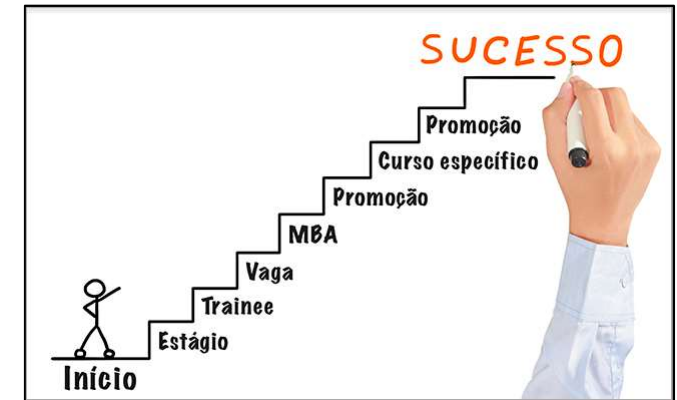 SUCESSO
Promoção
Curso específico
Promoção
MBA
Vaga
Trainee
Estágio
Início